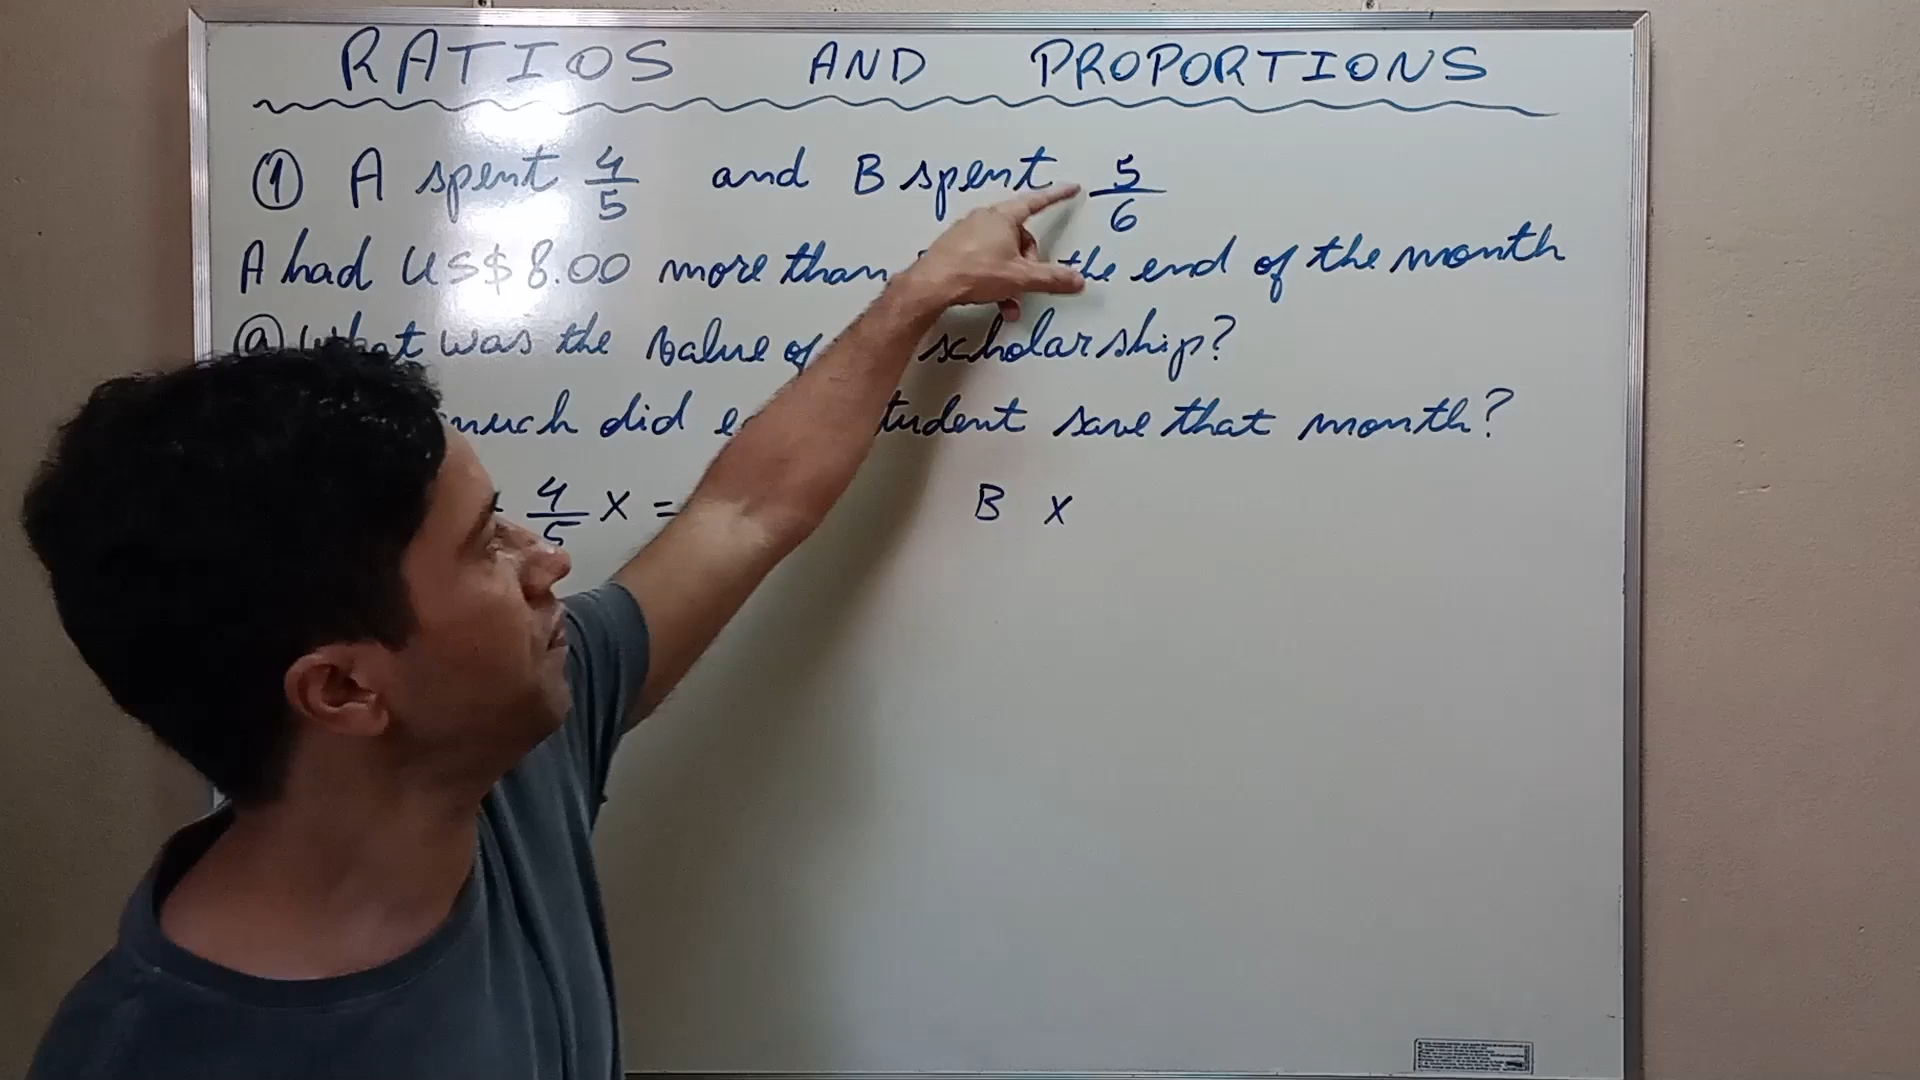 RATIOS AND PROPORTIONS
① A spent 4/5 and B spent 5/6
A had US$ 8.00 more than the end of the month
ⓐ What was the value of scholarship?
much did student save that month?
4/5 X = B X